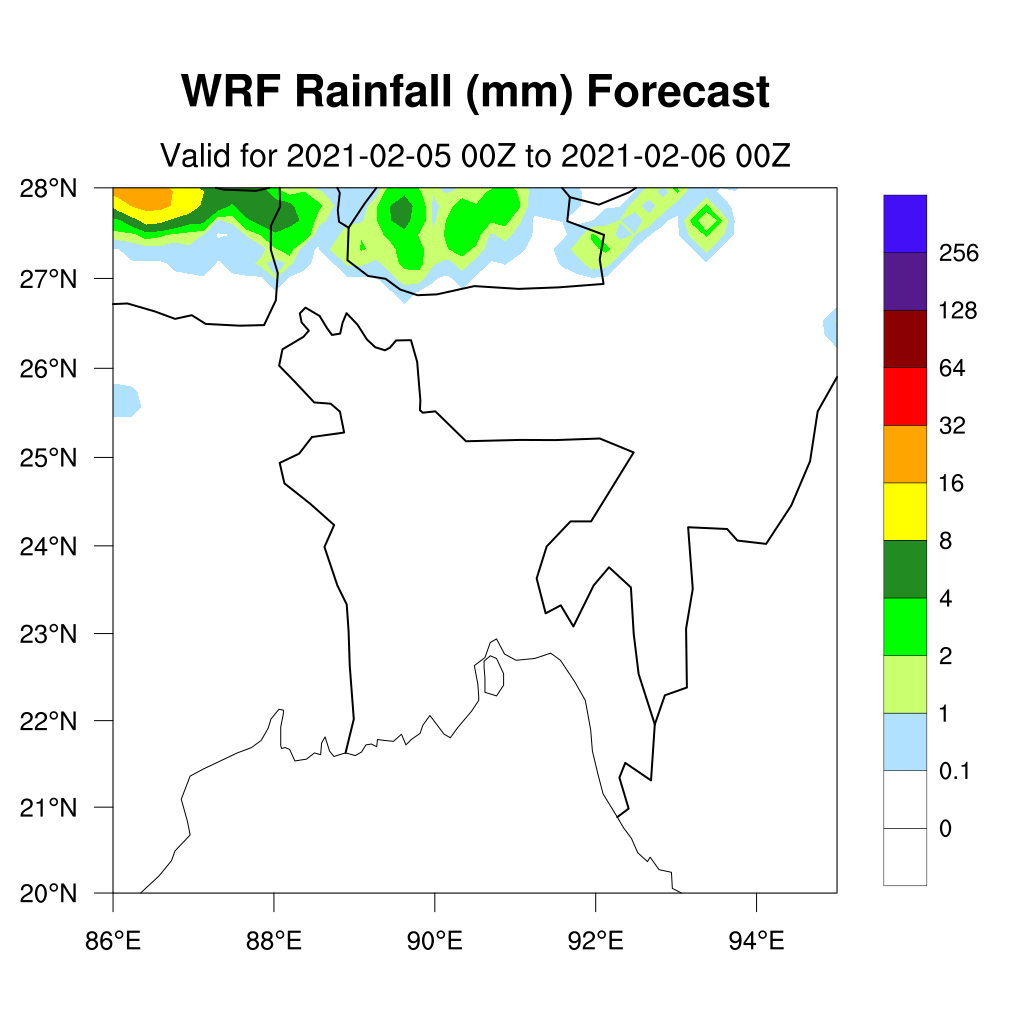 WRF Rainfall (mm) Forecast
Valid for 2021-02-05 00Z to 2021-02-06 00Z
28°N
27°N
26°N
25°N
24°N
23°N
22°N
21°N
20°N
86°E 88°E 90°E 92°E 94°E
256
128
64
32
16
8
4
2
1
0.1
0